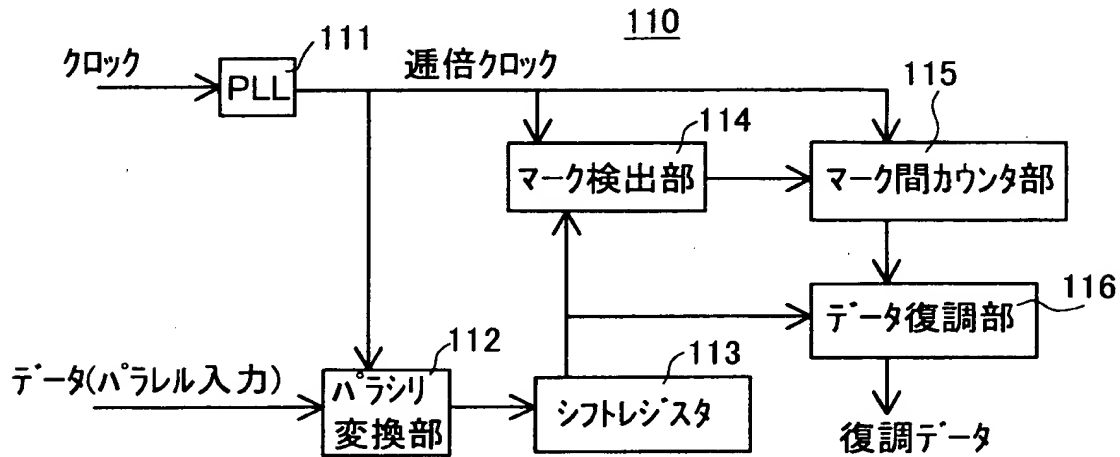 110
111
クロック
PLL
逓倍クロック
115
114
マーク検出部
マーク間カウンタ部
116
データ復調部
112
113
データ(パラレル入力)
パラシリ
変換部
シフトレジスタ
復調データ